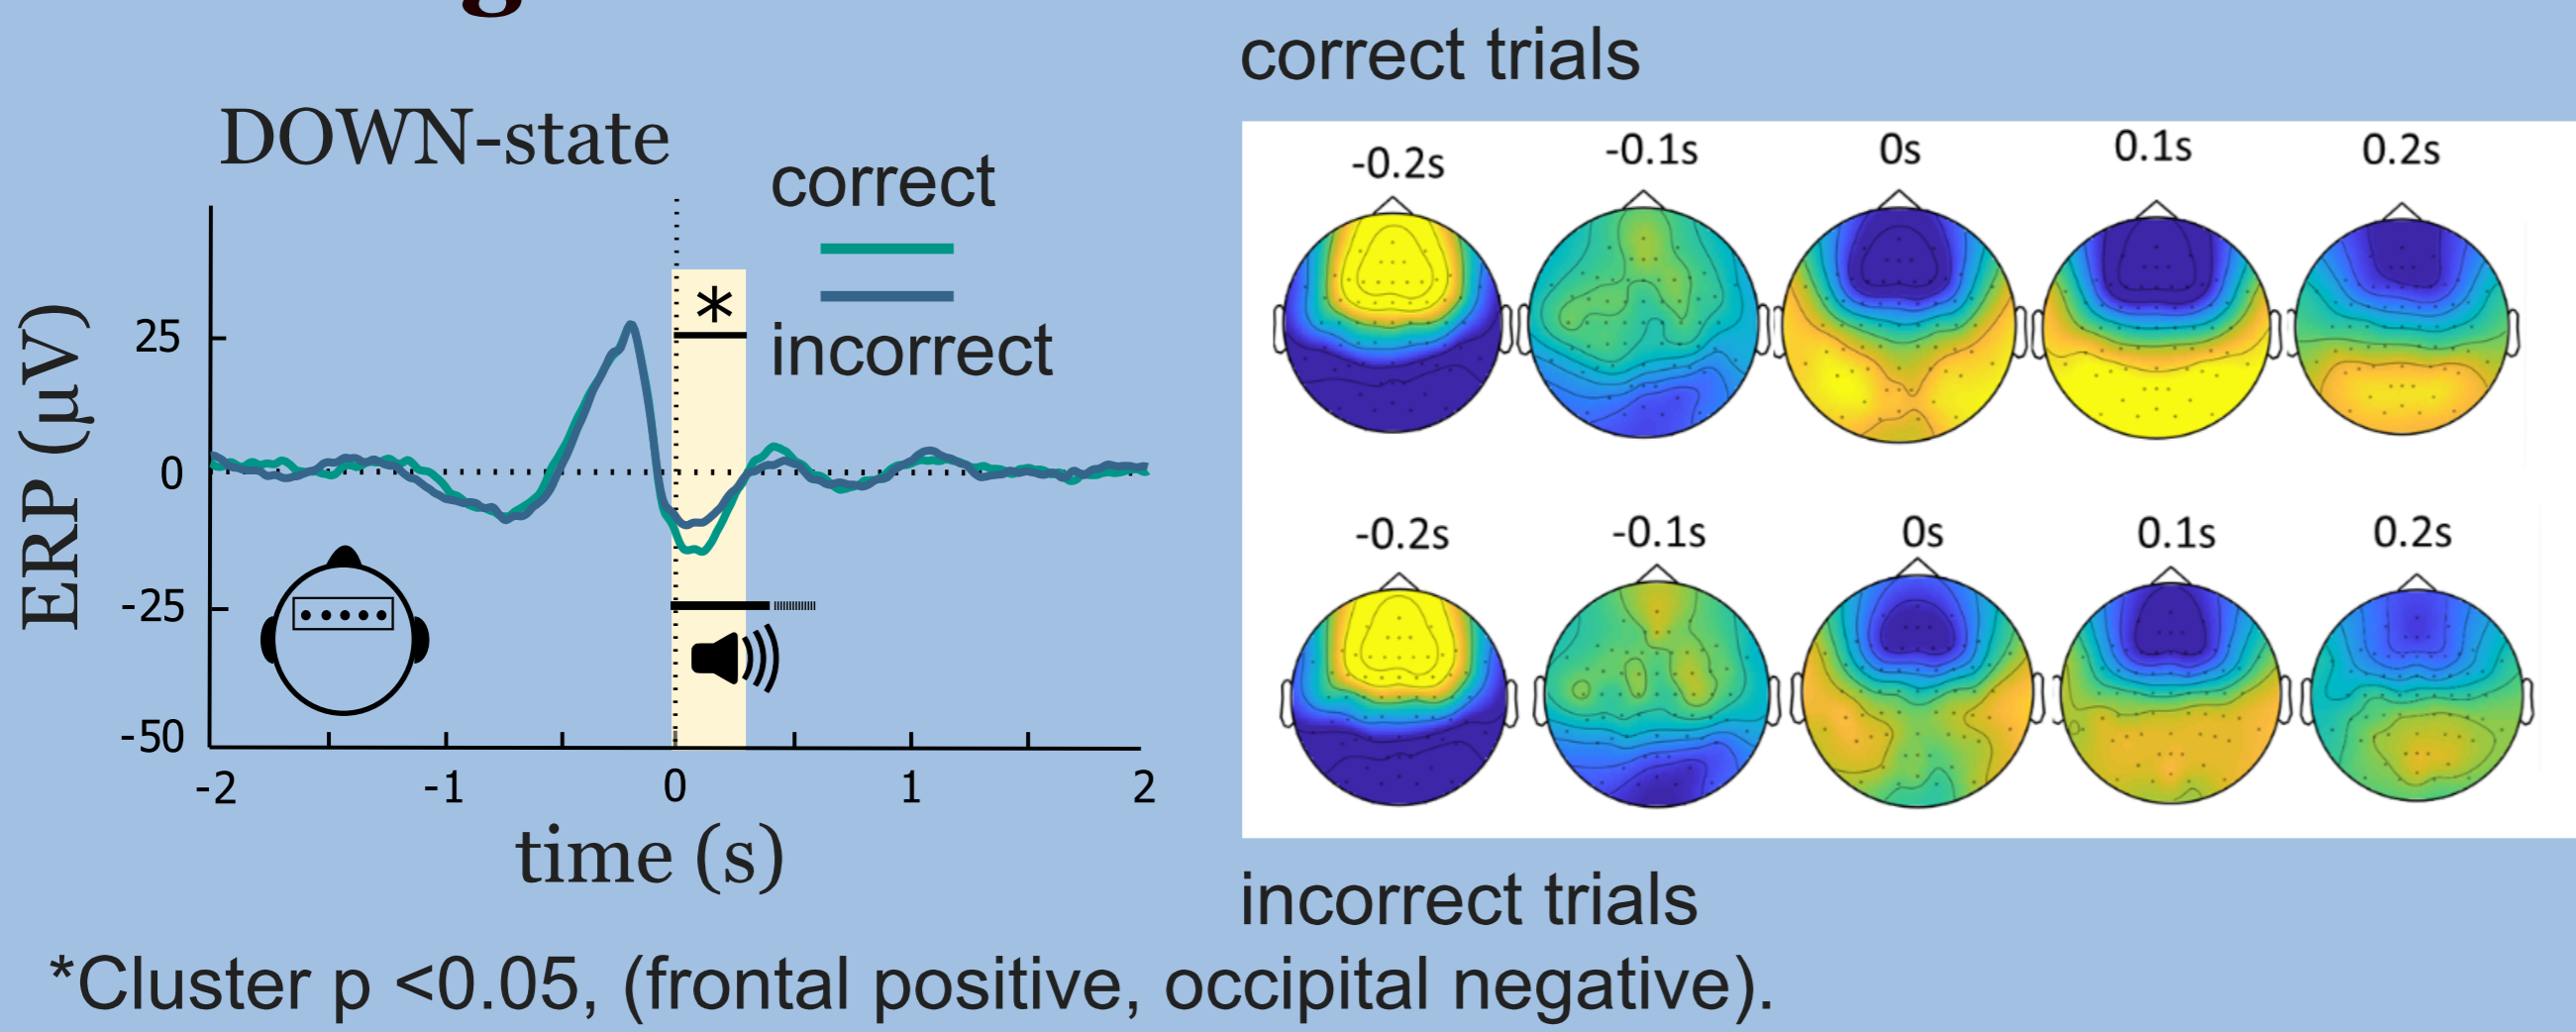 DOWN-state
correct
incorrect
*
ERP (µV)
25
0
-25
-50
-2
-1
0
1
2
time (s)
correct trials
-0.2s
-0.1s
0s
0.1s
0.2s
-0.2s
-0.1s
0s
0.1s
0.2s
incorrect trials
*Cluster p <0.05, (frontal positive, occipital negative).